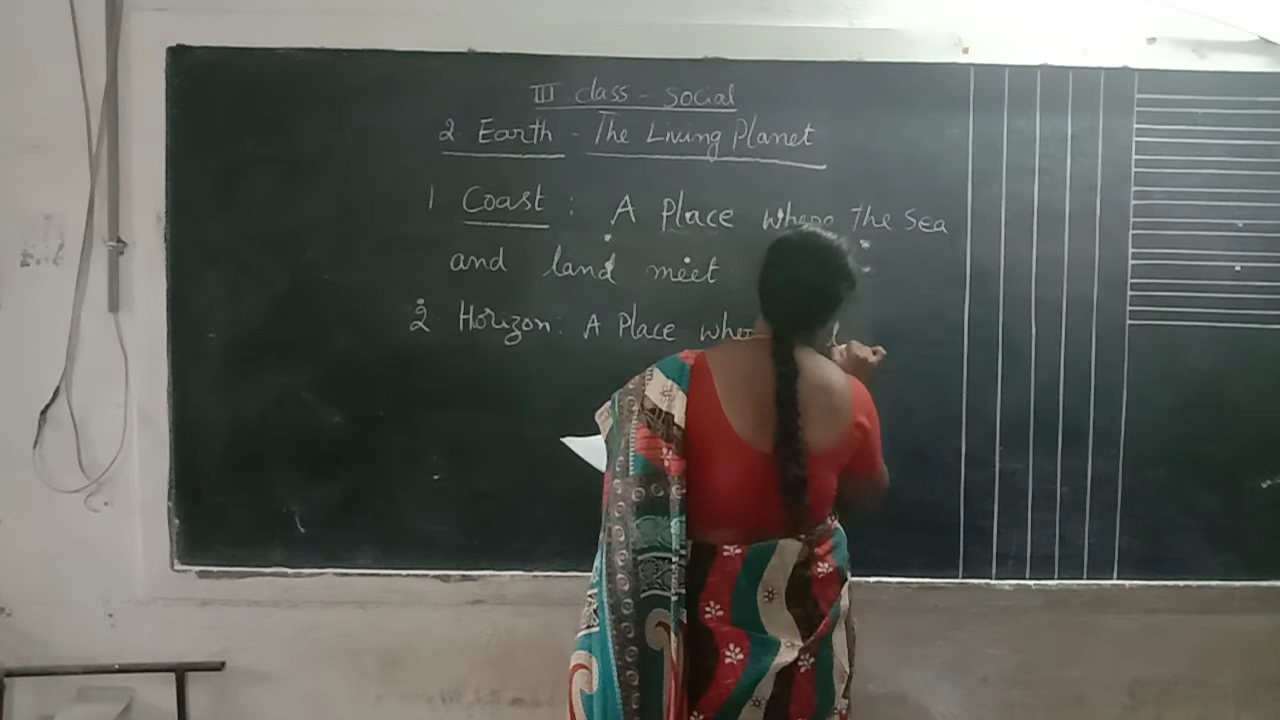 III class - social
2. Earth - The Living Planet
1 Coast : A Place where the Sea
and land meet
2. Horizon : A Place